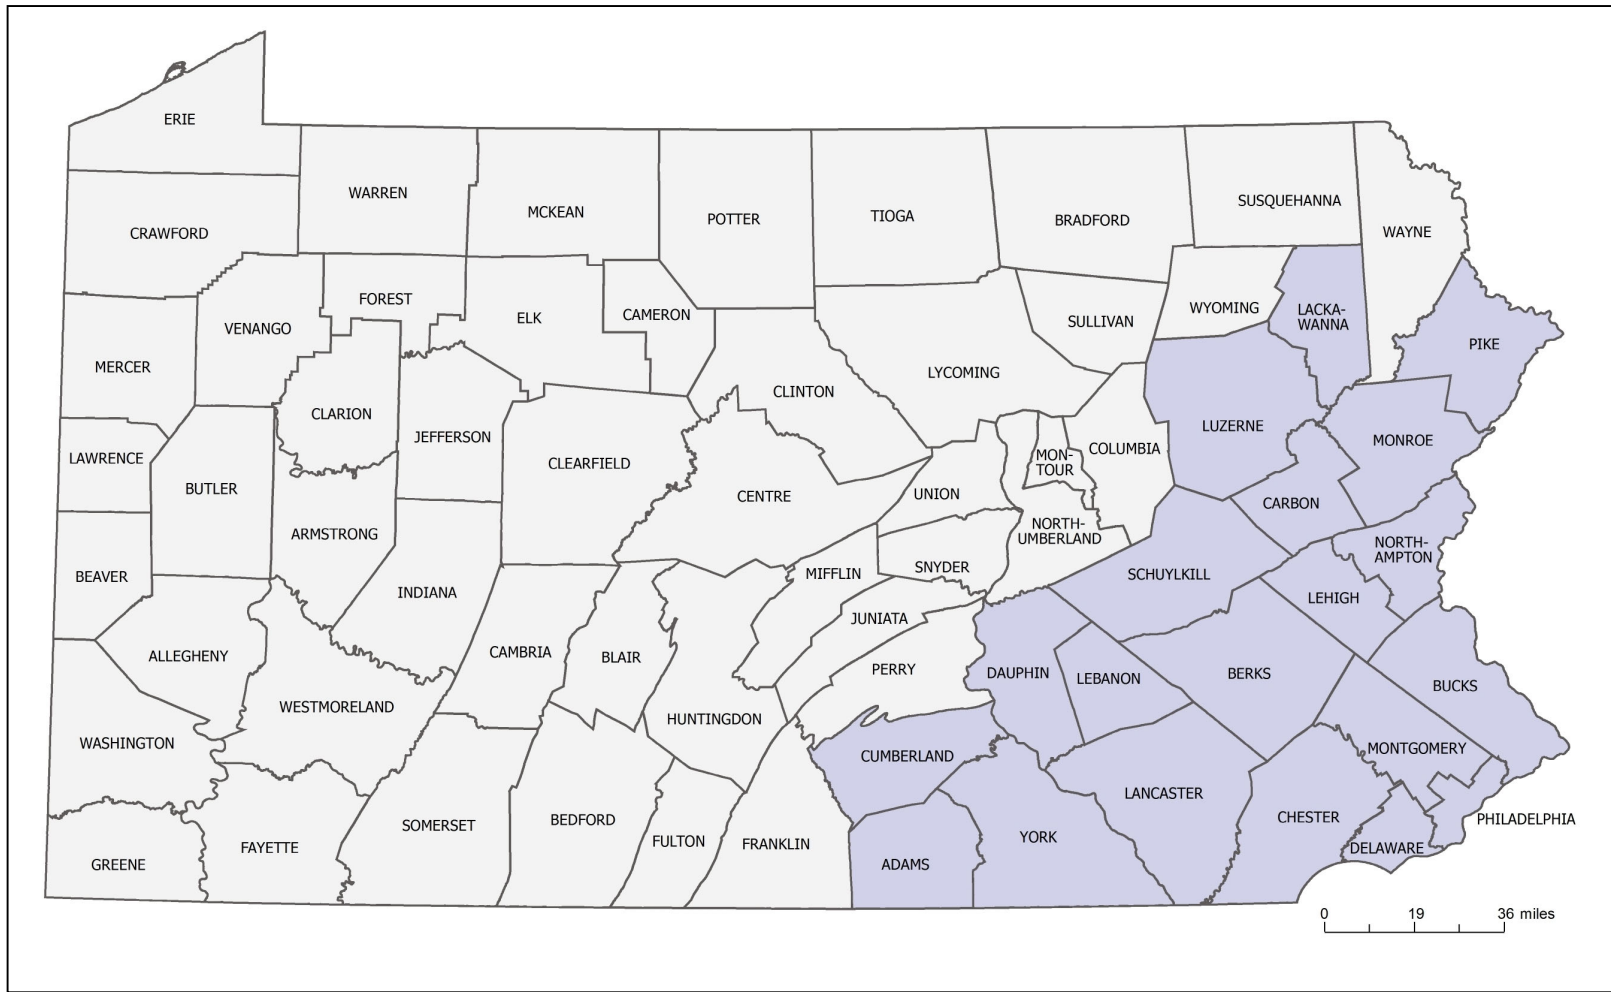 ERIE
WARREN
MCKEAN
POTTER
TIOGA
BRADFORD
SUSQUEHANNA
WAYNE
CRAWFORD
FOREST
VENANGO
ELK
CAMERON
SULLIVAN
WYOMING
LACKA-
WANNA
PIKE
MERCER
CLARION
JEFFERSON
CLINTON
LYCOMING
LUZERNE
MONROE
LAWRENCE
BUTLER
CLEARFIELD
CENTRE
UNION
MON-
TOUR
COLUMBIA
CARBON
ARMSTRONG
NORTH-
UMBERLAND
NORTH-
AMPTON
BEAVER
INDIANA
MIFFLIN
SNYDER
SCHUYLKILL
LEHIGH
JUNIATA
ALLEGHENY
CAMBRIA
BLAIR
PERRY
DAUPHIN
LEBANON
BERKS
BUCKS
WESTMORELAND
HUNTINGDON
WASHINGTON
CUMBERLAND
MONTGOMERY
LANCASTER
SOMERSET
BEDFORD
FULTON
FRANKLIN
YORK
CHESTER
PHILADELPHIA
GREENE
FAYETTE
ADAMS
DELAWARE
0 19 36 miles